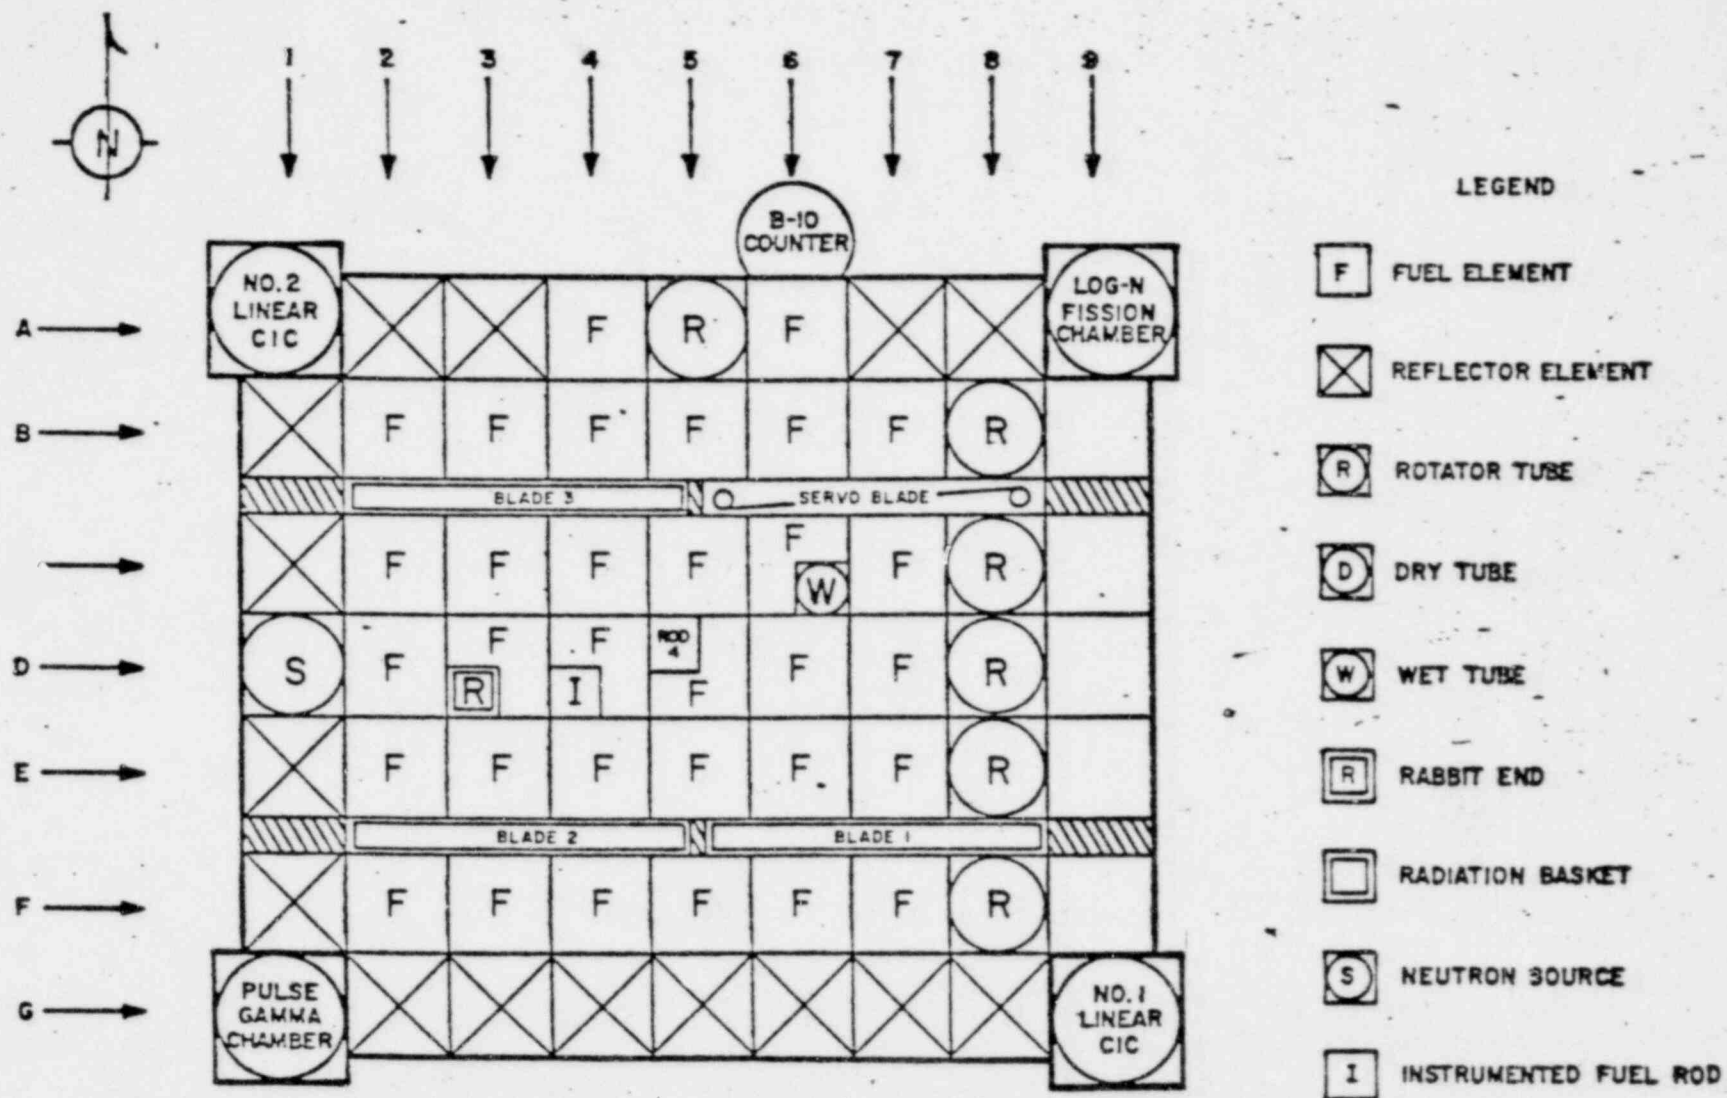 1 2 3 4 5 6 7 8 9
N
LEGEND
B-10
COUNTER
NO. 2
LINEAR
CIC
LOG-N
FISSION
CHAMBER
F FUEL ELEMENT
A F R F
REFLECTOR ELEMENT
B F F F F F F R
R ROTATOR TUBE
BLADE 3 SERVO BLADE
F F F F F F R
W
D DRY TUBE
D S F F F ROD
4
F F F R
R I
W WET TUBE
E F F F F F F R
R RABBIT END
BLADE 2 BLADE 1
RADIATION BASKET
F F F F F F F R
S NEUTRON SOURCE
G PULSE
GAMMA
CHAMBER
NO. 1
LINEAR
CIC
I INSTRUMENTED FUEL ROD